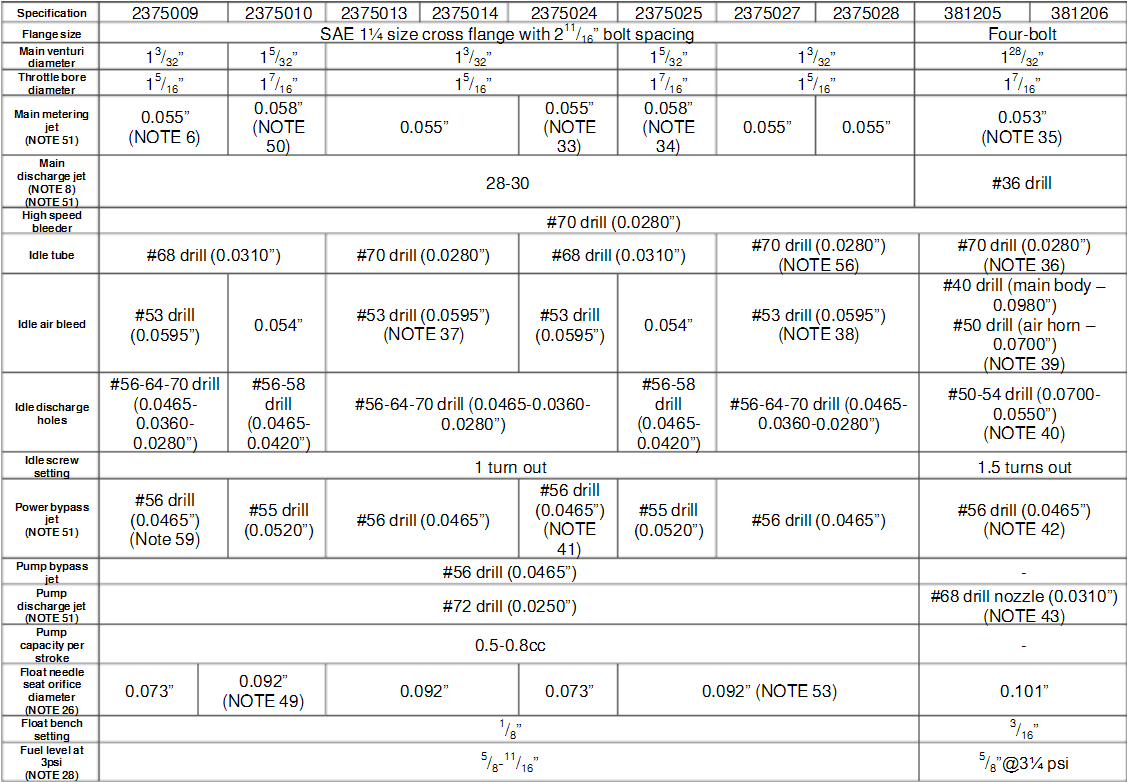 Specification 2375009 2375010 2375013 2375014 2375024 2375025 2375027 2375028 381205 381206
Flange size SAE 1¼ size cross flange with 2 11/16” bolt spacing Four-bolt
Main venturi diameter 1 3/32” 1 5/32” 1 3/32” 1 5/32” 1 3/32” 1 28/32”
Throttle bore diameter 1 5/16” 1 7/16” 1 5/16” 1 7/16” 1 5/16” 1 7/16”
Main metering jet (NOTE 51) 0.055” (NOTE 6) 0.058” (NOTE 50) 0.055” 0.055” (NOTE 33) 0.058” (NOTE 34) 0.055” 0.055” 0.053” (NOTE 35)
Main discharge jet (NOTE 8) (NOTE 51) 28-30 #36 drill
High speed bleeder #70 drill (0.0280”)
Idle tube #68 drill (0.0310”) #70 drill (0.0280”) #68 drill (0.0310”) #70 drill (0.0280”) (NOTE 56) #70 drill (0.0280”) (NOTE 36)
Idle air bleed #53 drill (0.0595”) 0.054” #53 drill (0.0595”) (NOTE 37) #53 drill (0.0595”) 0.054” #53 drill (0.0595”) (NOTE 38) #40 drill (main body – 0.0980”) #50 drill (air horn – 0.0700”) (NOTE 39)
Idle discharge holes #56-64-70 drill (0.0465-0.0360-0.0280”) #56-58 drill (0.0465-0.0420”) #56-64-70 drill (0.0465-0.0360-0.0280”) #56-58 drill (0.0465-0.0420”) #56-64-70 drill (0.0465-0.0360-0.0280”) #50-54 drill (0.0700-0.0550”) (NOTE 40)
Idle screw setting 1 turn out 1.5 turns out
Power bypass jet (NOTE 51) #56 drill (0.0465”) (Note 59) #55 drill (0.0520”) #56 drill (0.0465”) #56 drill (0.0465”) (NOTE 41) #55 drill (0.0520”) #56 drill (0.0465”) #56 drill (0.0465”) (NOTE 42)
Pump bypass jet #56 drill (0.0465”) -
Pump discharge jet (NOTE 51) #72 drill (0.0250”) #68 drill nozzle (0.0310”) (NOTE 43)
Pump capacity per stroke 0.5-0.8cc -
Float needle seat orifice diameter (NOTE 26) 0.073” 0.092” (NOTE 49) 0.092” 0.073” 0.092” (NOTE 53) 0.101”
Float bench setting 1/8” 3/16”
Fuel level at 3psi (NOTE 28) 5/8-11/16” 5/8”@3¼ psi